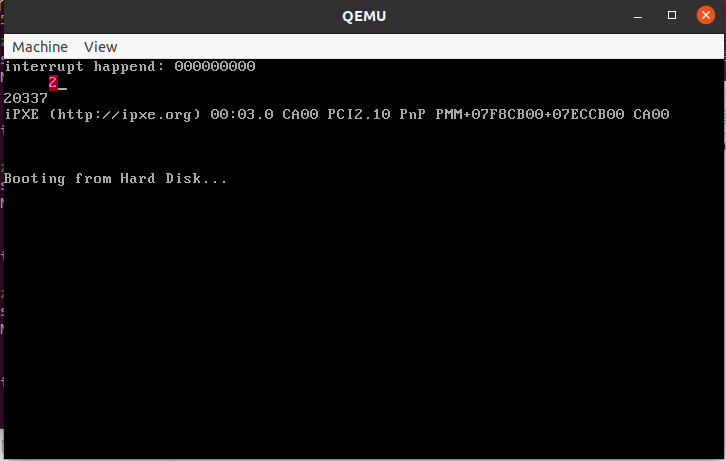 QEMU
Machine View
interrupt happend: 000000000
2_
20337
iPXE (http://ipxe.org) 00:03.0 CA00 PCI2.10 PnP PMM+07F8CB00+07ECCB00 CA00
Booting from Hard Disk...